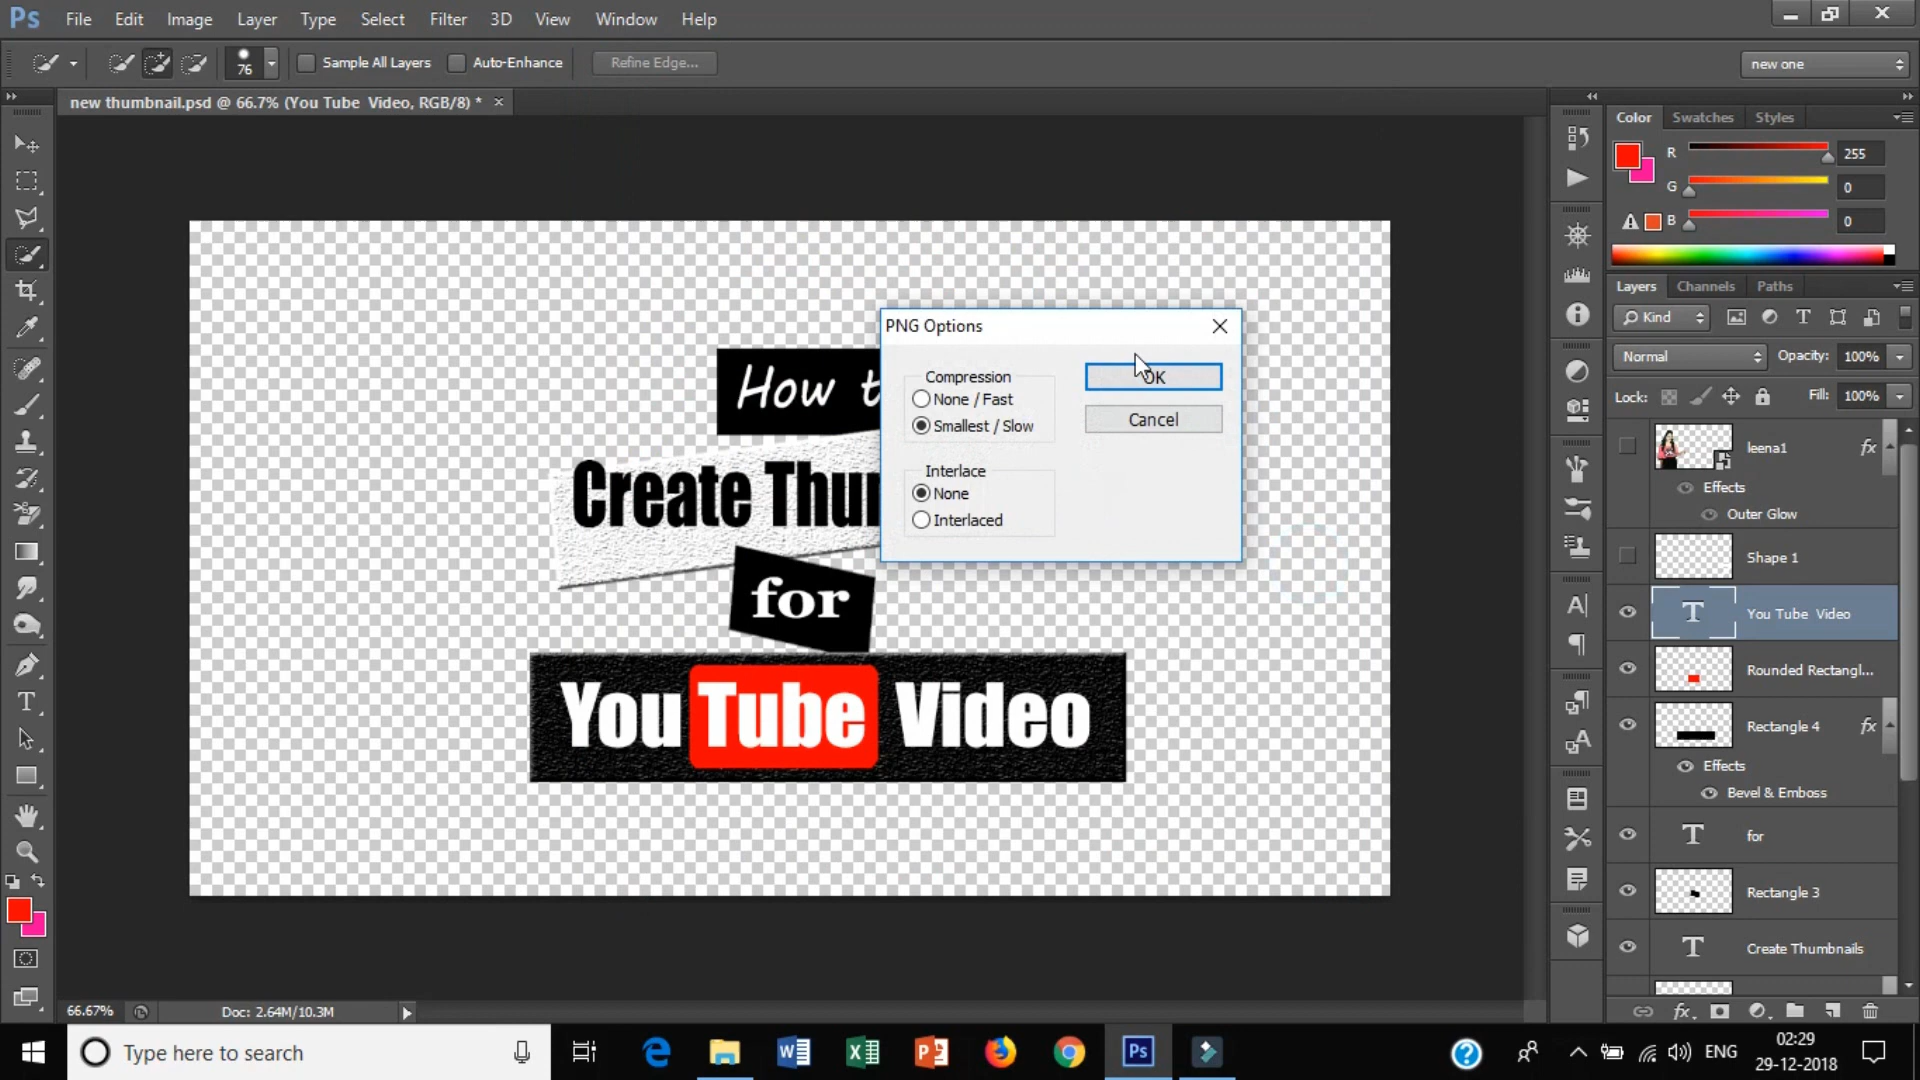 Ps File Edit Image Layer Type Select Filter 3D View Window Help
76 Sample All Layers Auto-Enhance Refine Edge... new one
new thumbnail.psd @ 66.7% (You Tube Video, RGB/8) * ×
Color Swatches Styles
R 255
G 0
B 0
Layers Channels Paths
Kind
Normal Opacity: 100%
Lock: Fill: 100%
leena1 fx
Effects
Outer Glow
Shape 1
You Tube Video
Rounded Rectangl...
Rectangle 4 fx
Effects
Bevel & Emboss
for
Rectangle 3
Create Thumbnails
PNG Options
Compression
None / Fast
Smallest / Slow
Interlace
None
Interlaced
OK
Cancel
How t
Create Thu
for
You Tube Video
66.67% Doc: 2.64M/10.3M
Type here to search
ENG
02:29
29-12-2018